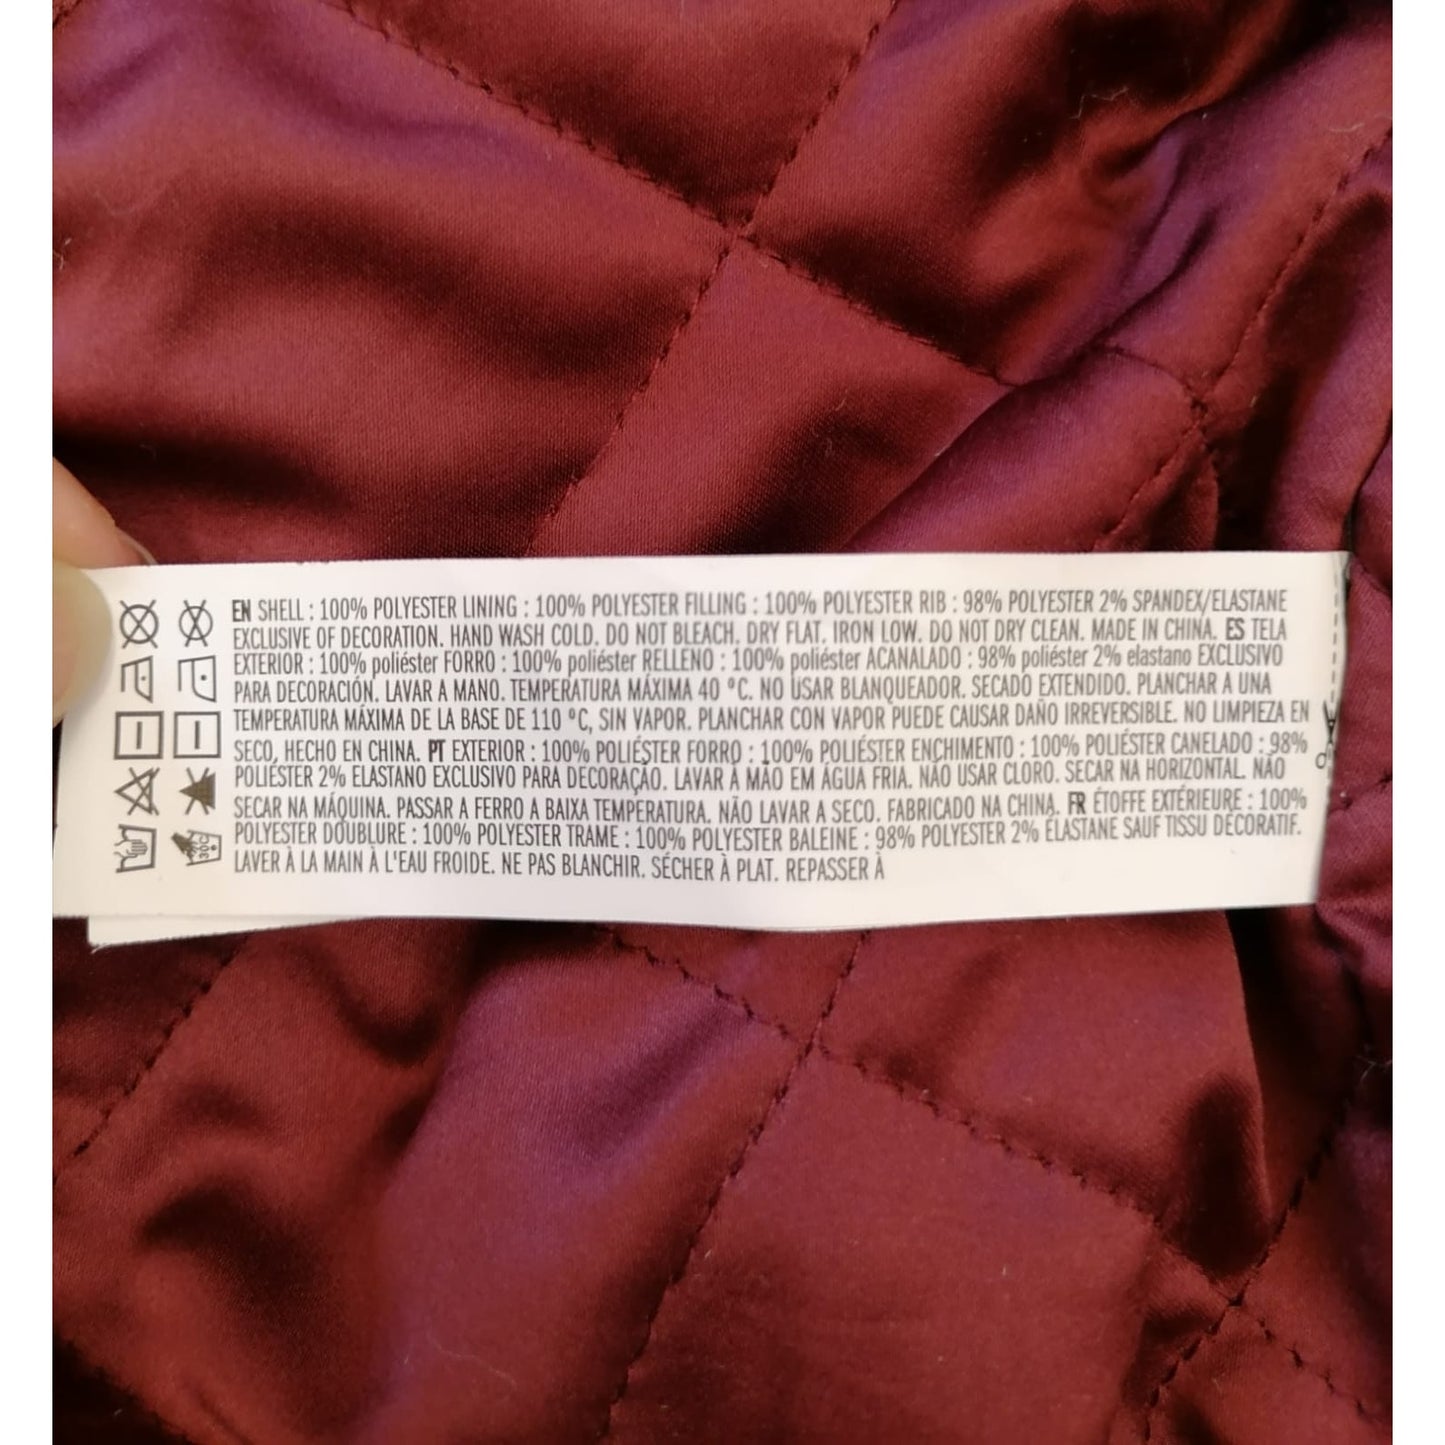 EN SHELL : 100% POLYESTER LINING : 100% POLYESTER FILLING : 100% POLYESTER RIB : 98% POLYESTER 2% SPANDEX/ELASTANE
EXCLUSIVE OF DECORATION. HAND WASH COLD. DO NOT BLEACH. DRY FLAT. IRON LOW. DO NOT DRY CLEAN. MADE IN CHINA. ES TELA
EXTERIOR : 100% poliéster FORRO : 100% poliéster RELLENO : 100% poliéster ACANALADO : 98% poliéster 2% elastano EXCLUSIVO
PARA DECORACIÓN. LAVAR A MANO. TEMPERATURA MÁXIMA 40 ºC. NO USAR BLANQUEADOR. SECADO EXTENDIDO. PLANCHAR A UNA
TEMPERATURA MÁXIMA DE LA BASE DE 110 ºC, SIN VAPOR. PLANCHAR CON VAPOR PUEDE CAUSAR DAÑO IRREVERSIBLE. NO LIMPIEZA EN
SECO, HECHO EN CHINA. PT EXTERIOR : 100% POLIÉSTER FORRO : 100% POLIÉSTER ENCHIMENTO : 100% POLIÉSTER CANELADO : 98%
POLIÉSTER 2% ELASTANO EXCLUSIVO PARA DECORAÇÃO. LAVAR À MÃO EM ÁGUA FRIA. NÃO USAR CLORO. SECAR NA HORIZONTAL. NÃO
SECAR NA MÁQUINA. PASSAR A FERRO A BAIXA TEMPERATURA. NÃO LAVAR A SECO. FABRICADO NA CHINA. FR ÉTOFFE EXTÉRIEURE : 100%
POLYESTER DOUBLURE : 100% POLYESTER TRAME : 100% POLYESTER BALEINE : 98% POLYESTER 2% ÉLASTANE SAUF TISSU DÉCORATIF.
LAVER À LA MAIN À L'EAU FROIDE. NE PAS BLANCHIR. SÉCHER À PLAT. REPASSER À